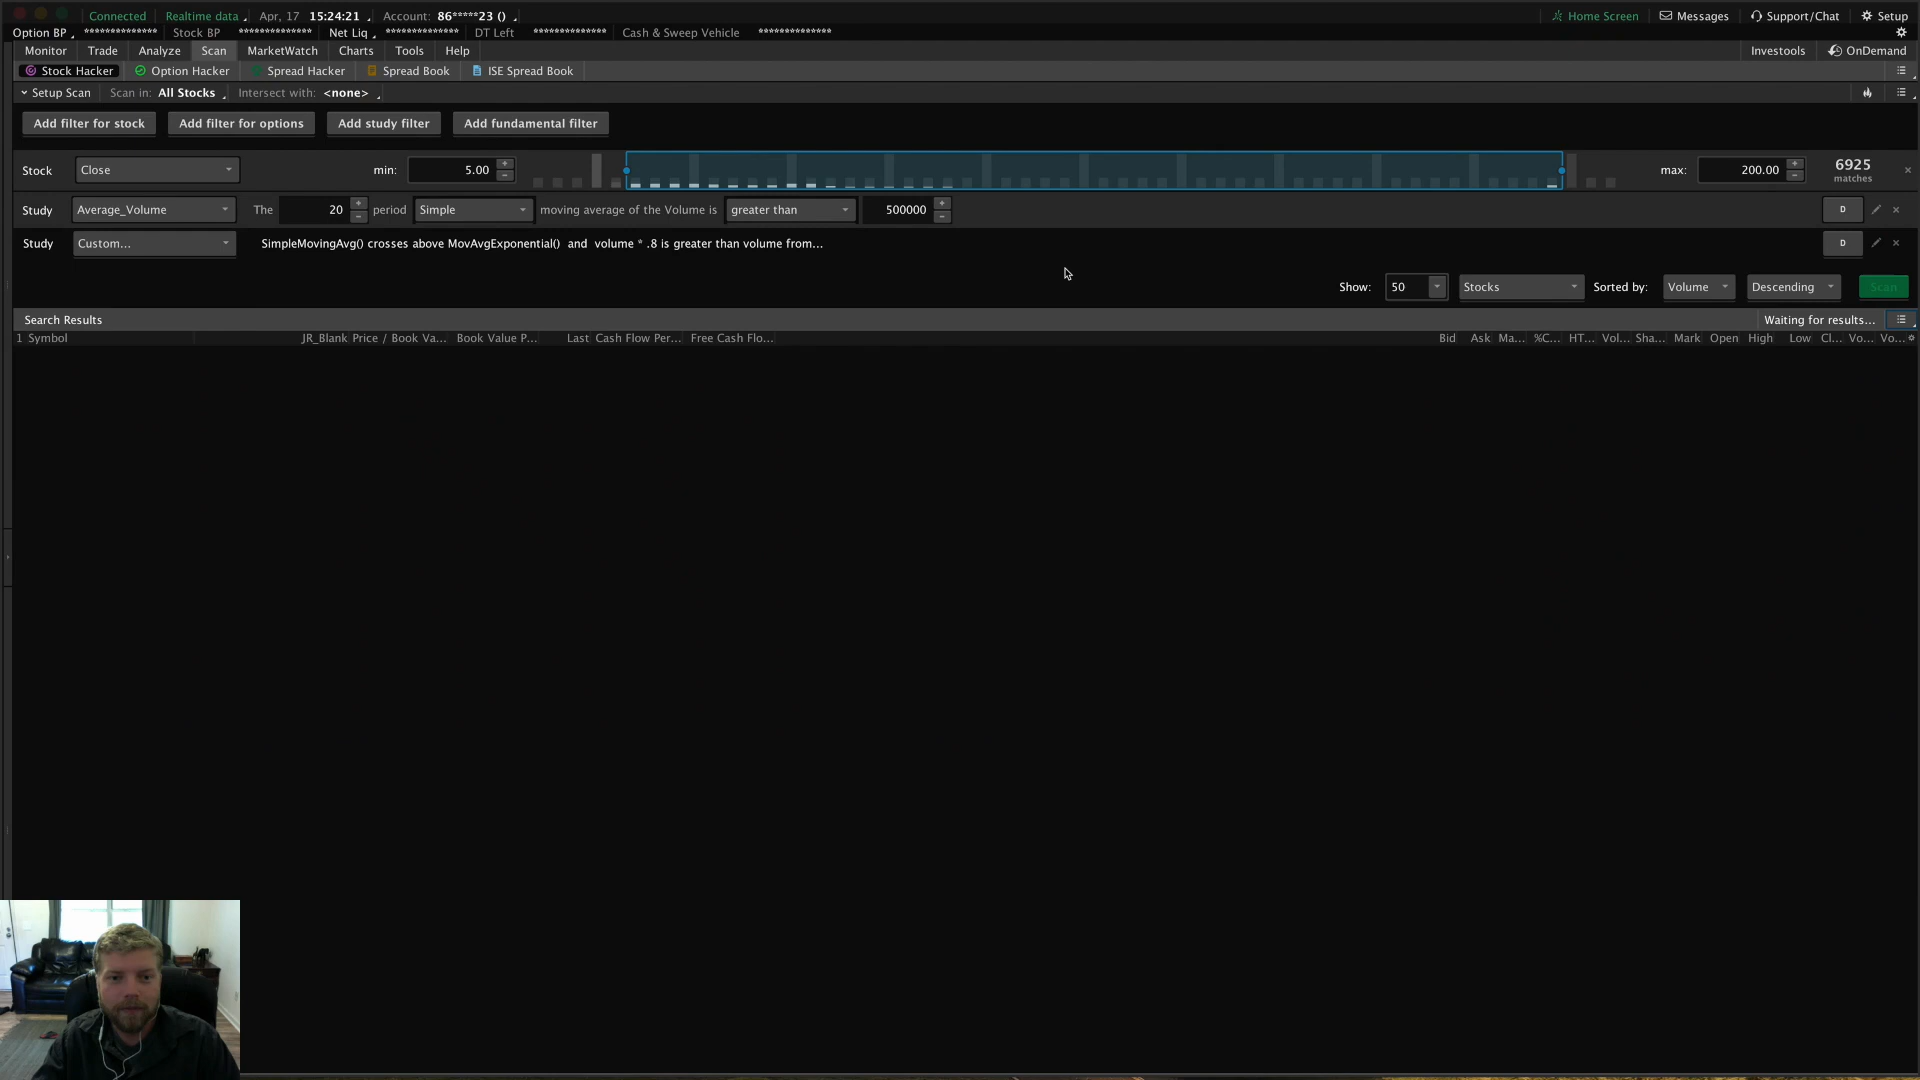 Connected Realtime data Apr, 17 15:24:21 Account: 86*****23 () Home Screen Messages Support/Chat Setup
Option BP ************** Stock BP ************** Net Liq ************** DT Left ************** Cash & Sweep Vehicle **************
Monitor Trade Analyze Scan MarketWatch Charts Tools Help Investools OnDemand
Stock Hacker Option Hacker Spread Hacker Spread Book ISE Spread Book
Setup Scan Scan in: All Stocks Intersect with: <none>
Add filter for stock Add filter for options Add study filter Add fundamental filter
Stock Close min: 5.00 max: 200.00 6925
matches
Study Average_Volume The 20 period Simple moving average of the Volume is greater than 500000 D
Study Custom... SimpleMovingAvg() crosses above MovAvgExponential() and volume * .8 is greater than volume from... D
Show: 50 Stocks Sorted by: Volume Descending Scan
Search Results Waiting for results...
1 Symbol JR_Blank Price / Book Va... Book Value P... Last Cash Flow Per... Free Cash Flo... Bid Ask Ma... %C... HT... Vol... Sha... Mark Open High Low Cl... Vo... Vo...